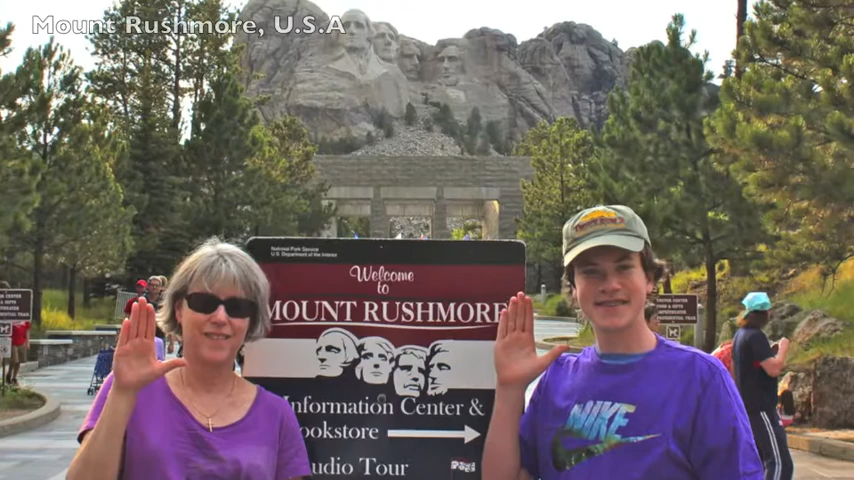 Mount Rushmore, U.S.A
National Park Service
U.S. Department of the Interior
Welcome
to
MOUNT RUSHMORE
Information Center &
ookstore
udio Tour
NIKE